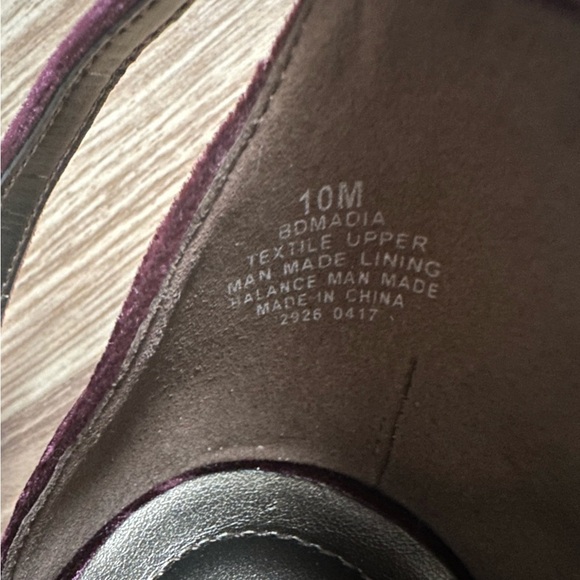 10M
BDMADIA
TEXTILE UPPER
MAN MADE LINING
BALANCE MAN MADE
MADE IN CHINA
2926 0417